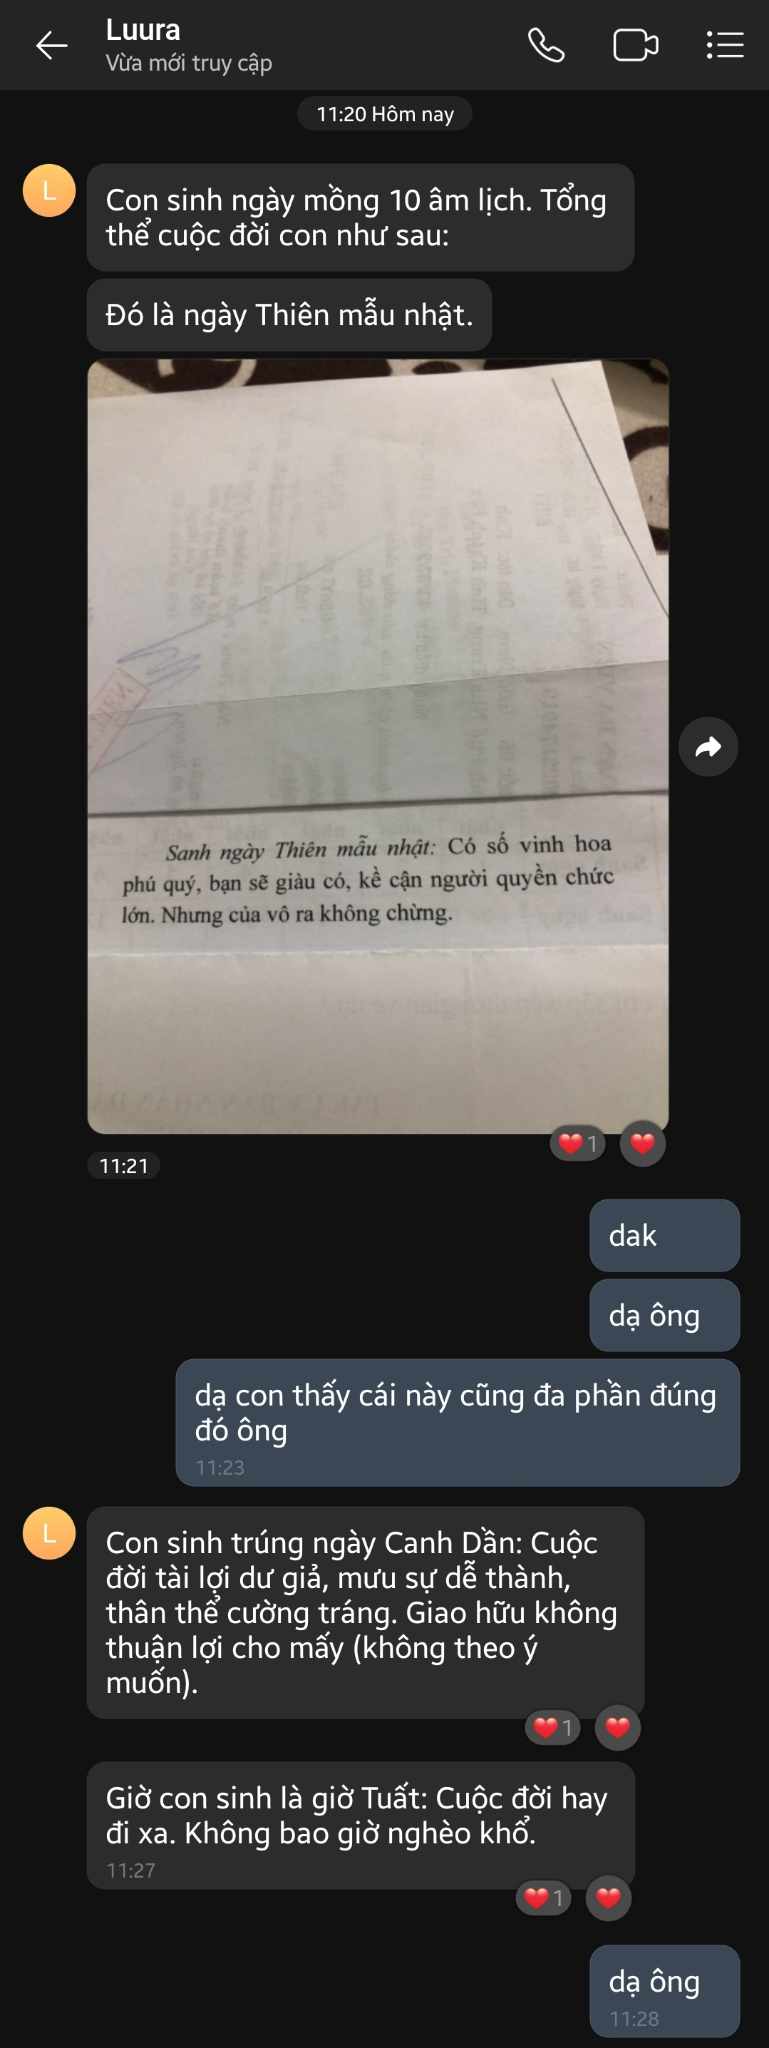 Luura
Vừa mới truy cập
11:20 Hôm nay
L
Con sinh ngày mồng 10 âm lịch. Tổng
thể cuộc đời con như sau:
Đó là ngày Thiên mẫu nhật.
Sanh ngày Thiên mẫu nhật: Có số vinh hoa
phú quý, bạn sẽ giàu có, kề cận người quyền chức
lớn. Nhưng của vô ra không chừng.
1
11:21
dak
dạ ông
dạ con thấy cái này cũng đa phần đúng
đó ông
11:23
L
Con sinh trúng ngày Canh Dần: Cuộc
đời tài lợi dư giả, mưu sự dễ thành,
thân thể cường tráng. Giao hữu không
thuận lợi cho mấy (không theo ý
muốn).
1
Giờ con sinh là giờ Tuất: Cuộc đời hay
đi xa. Không bao giờ nghèo khổ.
11:27
1
dạ ông
11:28